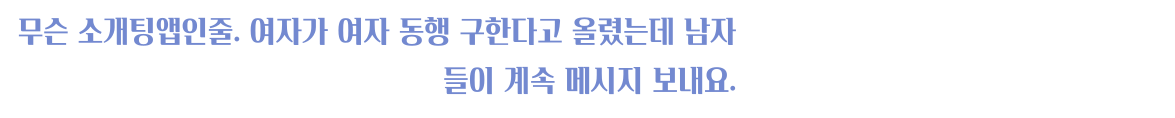 무슨 소개팅앱인줄. 여자가 여자 동행 구한다고 올렸는데 남자
들이 계속 메시지 보내요.